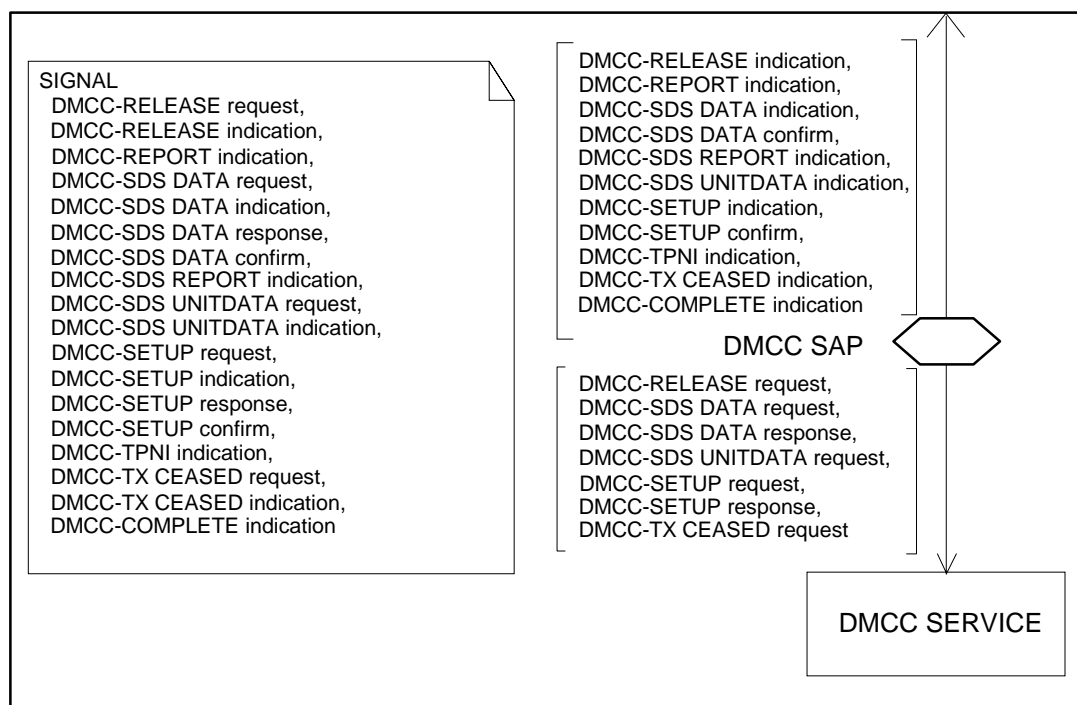 SIGNAL
DMCC-RELEASE request,
DMCC-RELEASE indication,
DMCC-REPORT indication,
DMCC-SDS DATA request,
DMCC-SDS DATA indication,
DMCC-SDS DATA response,
DMCC-SDS DATA confirm,
DMCC-SDS REPORT indication,
DMCC-SDS UNITDATA request,
DMCC-SDS UNITDATA indication,
DMCC-SETUP request,
DMCC-SETUP indication,
DMCC-SETUP response,
DMCC-SETUP confirm,
DMCC-TPNI indication,
DMCC-TX CEASED request,
DMCC-TX CEASED indication,
DMCC-COMPLETE indication
DMCC-RELEASE indication,
DMCC-REPORT indication,
DMCC-SDS DATA indication,
DMCC-SDS DATA confirm,
DMCC-SDS REPORT indication,
DMCC-SDS UNITDATA indication,
DMCC-SETUP indication,
DMCC-SETUP confirm,
DMCC-TPNI indication,
DMCC-TX CEASED indication,
DMCC-COMPLETE indication
DMCC SAP
DMCC-RELEASE request,
DMCC-SDS DATA request,
DMCC-SDS DATA response,
DMCC-SDS UNITDATA request,
DMCC-SETUP request,
DMCC-SETUP response,
DMCC-TX CEASED request
DMCC SERVICE